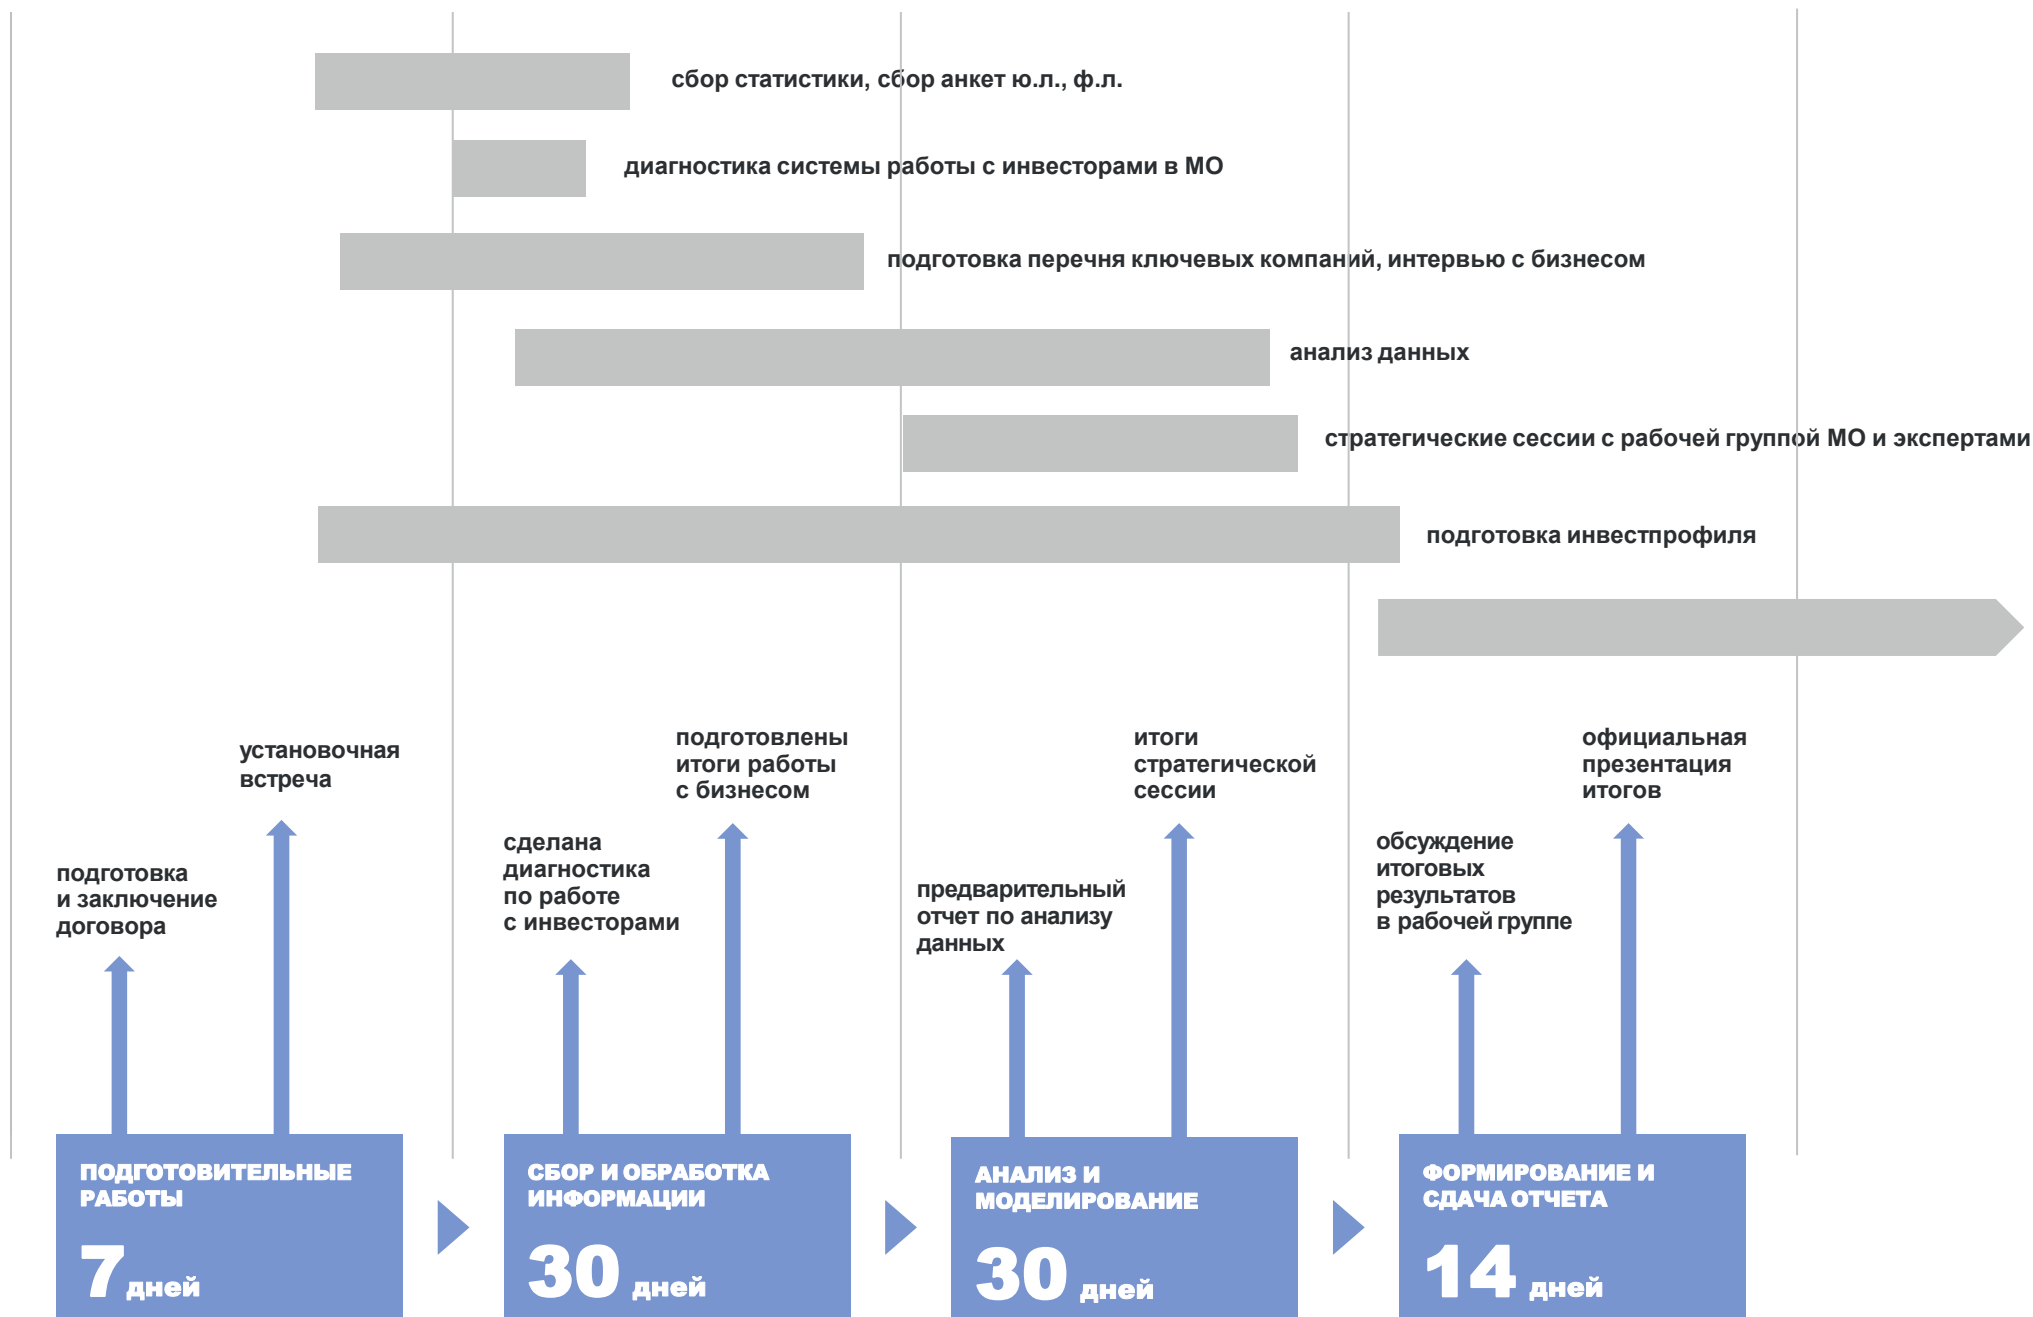 сбор статистики, сбор анкет ю.л., ф.л.
диагностика системы работы с инвесторами в МО
подготовка перечня ключевых компаний, интервью с бизнесом
анализ данных
стратегические сессии с рабочей группой МО и экспертами
подготовка инвестпрофиля
подготовка
и заключение
договора
установочная
встреча
сделана
диагностика
по работе
с инвесторами
подготовлены
итоги работы
с бизнесом
предварительный
отчет по анализу
данных
итоги
стратегической
сессии
обсуждение
итоговых
результатов
в рабочей группе
официальная
презентация
итогов
ПОДГОТОВИТЕЛЬНЫЕ
РАБОТЫ
7 дней
СБОР И ОБРАБОТКА
ИНФОРМАЦИИ
30 дней
АНАЛИЗ И
МОДЕЛИРОВАНИЕ
30 дней
ФОРМИРОВАНИЕ И
СДАЧА ОТЧЕТА
14 дней